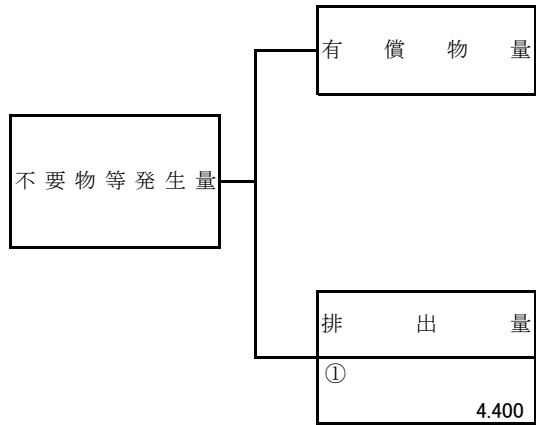 有償物量
不要物等発生量
排出量
①
4.400